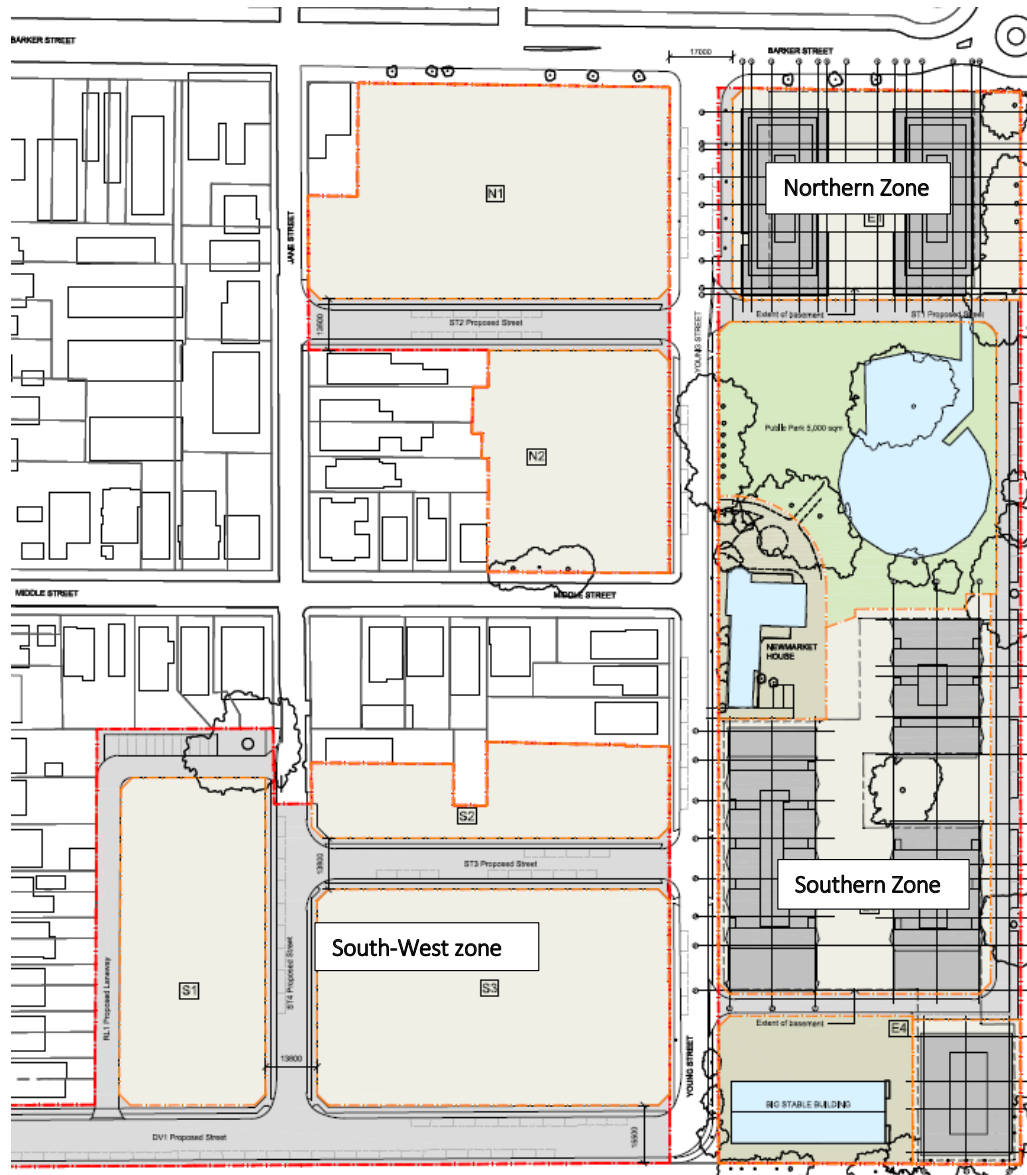 BARKER STREET
17000
BARKER STREET
Northern Zone
N1
E1
JANE STREET
13600
ST2 Proposed Street
YOUNG STREET
Extent of basement
ST1 Proposed Street
Public Park 5,000 sqm
N2
MIDDLE STREET
MIDDLE STREET
NEWMARKET
HOUSE
S2
ST3 Proposed Street
Southern Zone
South-West zone
S1
S3
RL1 Proposed Laneway
ST4 Proposed Street
Extent of basement
E4
13600
YOUNG STREET
BIG STABLE BUILDING
DV1 Proposed Street